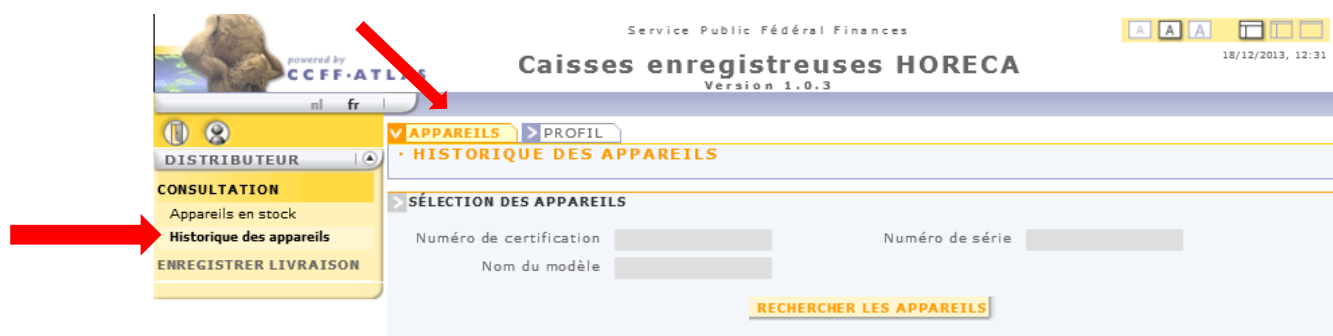 Service Public Fédéral Finances
A A A
powered by
CCFF-ATLAS
Caisses enregistreuses HORECA
18/12/2013, 12:31
Version 1.0.3
nl fr
APPAREILS PROFIL
DISTRIBUTEUR
· HISTORIQUE DES APPAREILS
CONSULTATION
SÉLECTION DES APPAREILS
Appareils en stock
Historique des appareils
Numéro de certification Numéro de série
ENREGISTRER LIVRAISON
Nom du modèle
RECHERCHER LES APPAREILS